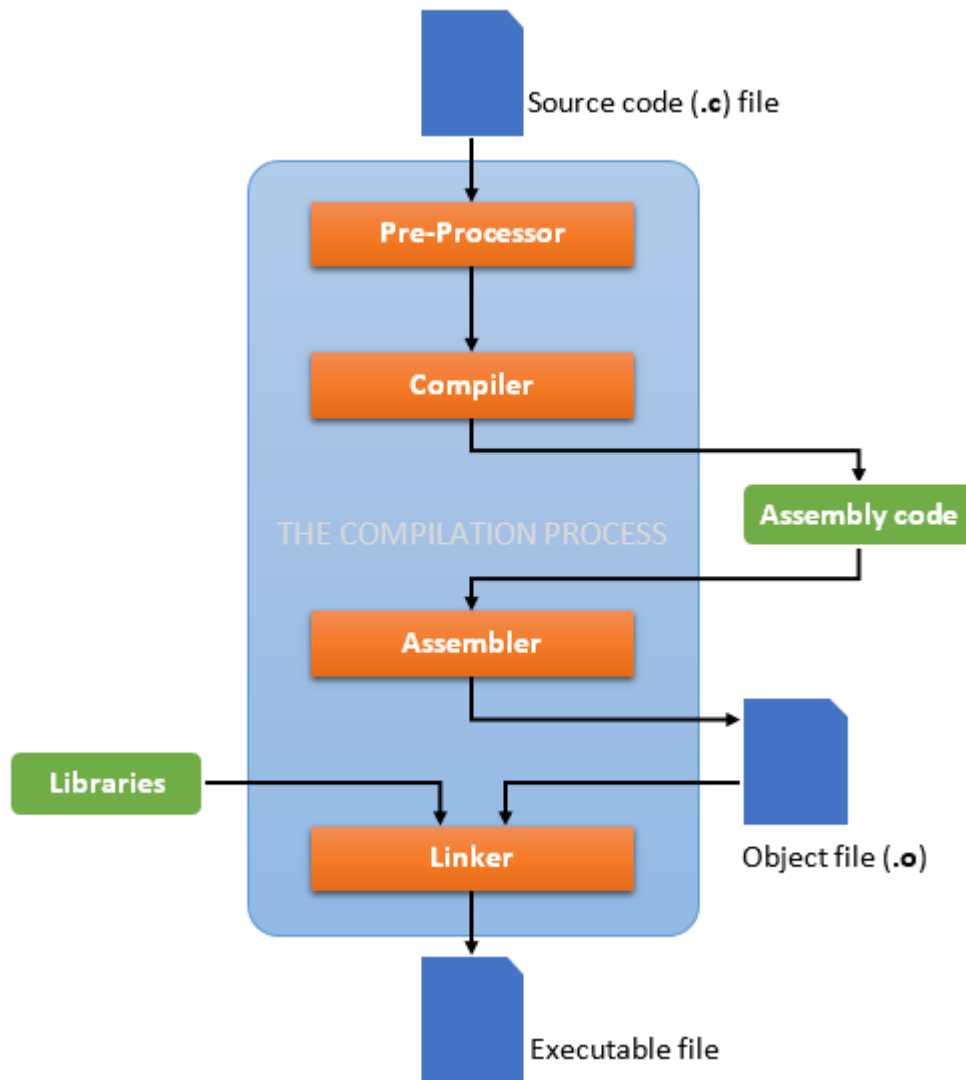 Source code (.c) file
Pre-Processor
Compiler
Assembly code
THE COMPILATION PROCESS
Assembler
Libraries
Linker
Object file (.o)
Executable file